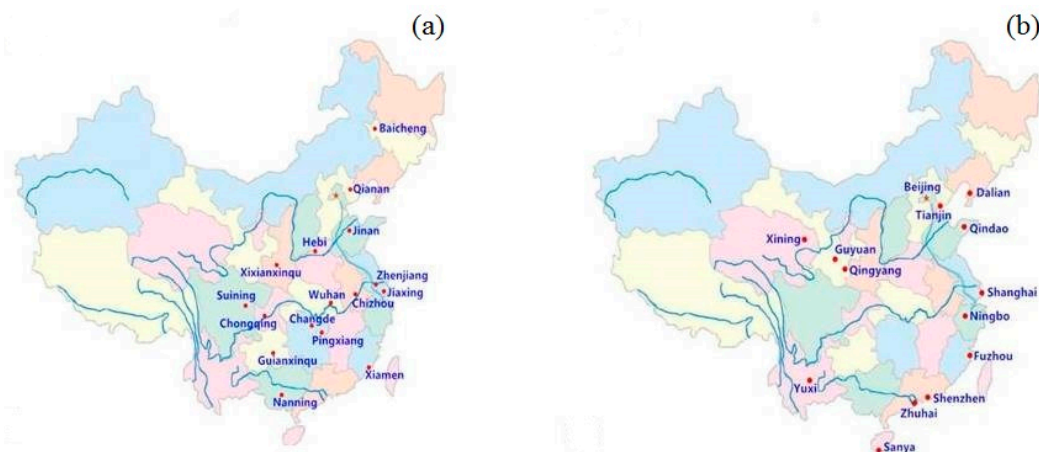 (a)
Baicheng
Qianan
Jinan
Hebi
Xixianxinqu
Zhenjiang
Jiaxing
Wuhan
Chizhou
Suining
Chongqing
Changde
Pingxiang
Guianxinqu
Xiamen
Nanning
(b)
Beijing
Dalian
Tianjin
Qindao
Xining
Guyuan
Qingyang
Shanghai
Ningbo
Fuzhou
Yuxi
Shenzhen
Zhuhai
Sanya